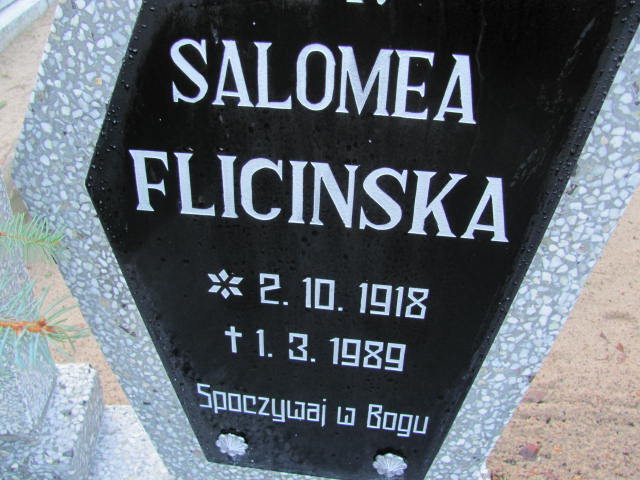 SALOMEA
FLICINSKA
* 2. 10. 1918
† 1. 3. 1989
Spoczywaj w Bogu